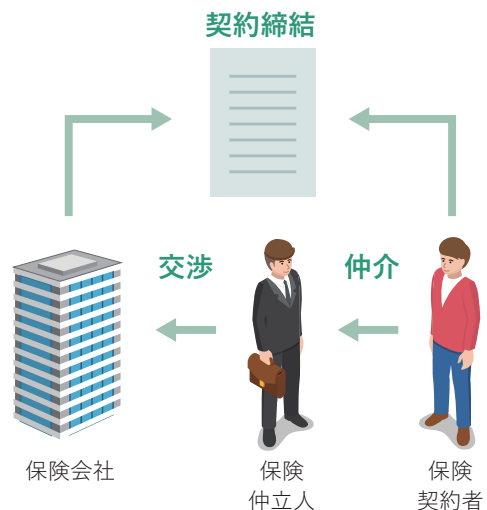 契約締結
交渉
仲介
保険会社
保険
仲立人
保険
契約者